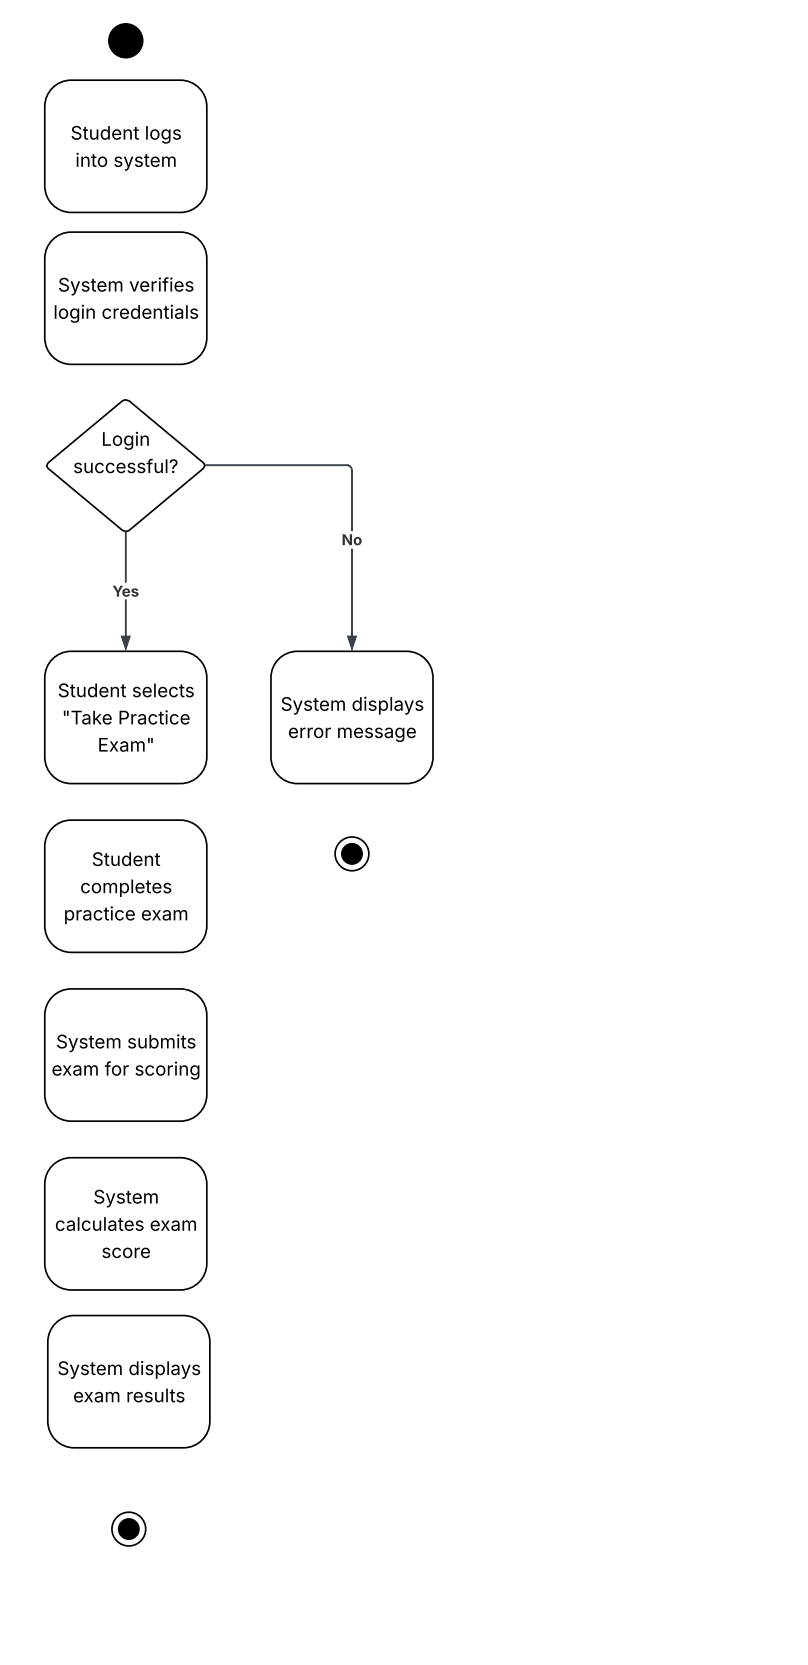 Student logs
into system
System verifies
login credentials
Login
successful?
No
Yes
Student selects
"Take Practice
Exam"
System displays
error message
Student
completes
practice exam
System submits
exam for scoring
System
calculates exam
score
System displays
exam results